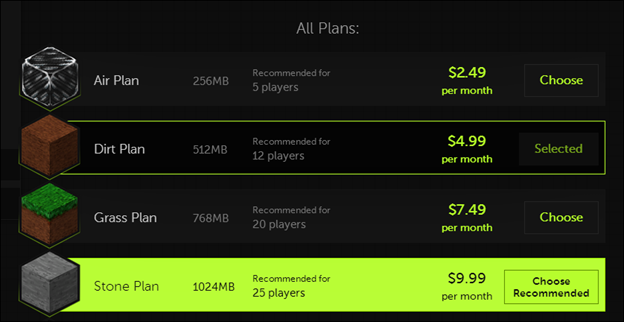 All Plans:
Air Plan 256MB Recommended for 5 players $2.49 per month Choose
Dirt Plan 512MB Recommended for 12 players $4.99 per month Selected
Grass Plan 768MB Recommended for 20 players $7.49 per month Choose
Stone Plan 1024MB Recommended for 25 players $9.99 per month Choose Recommended